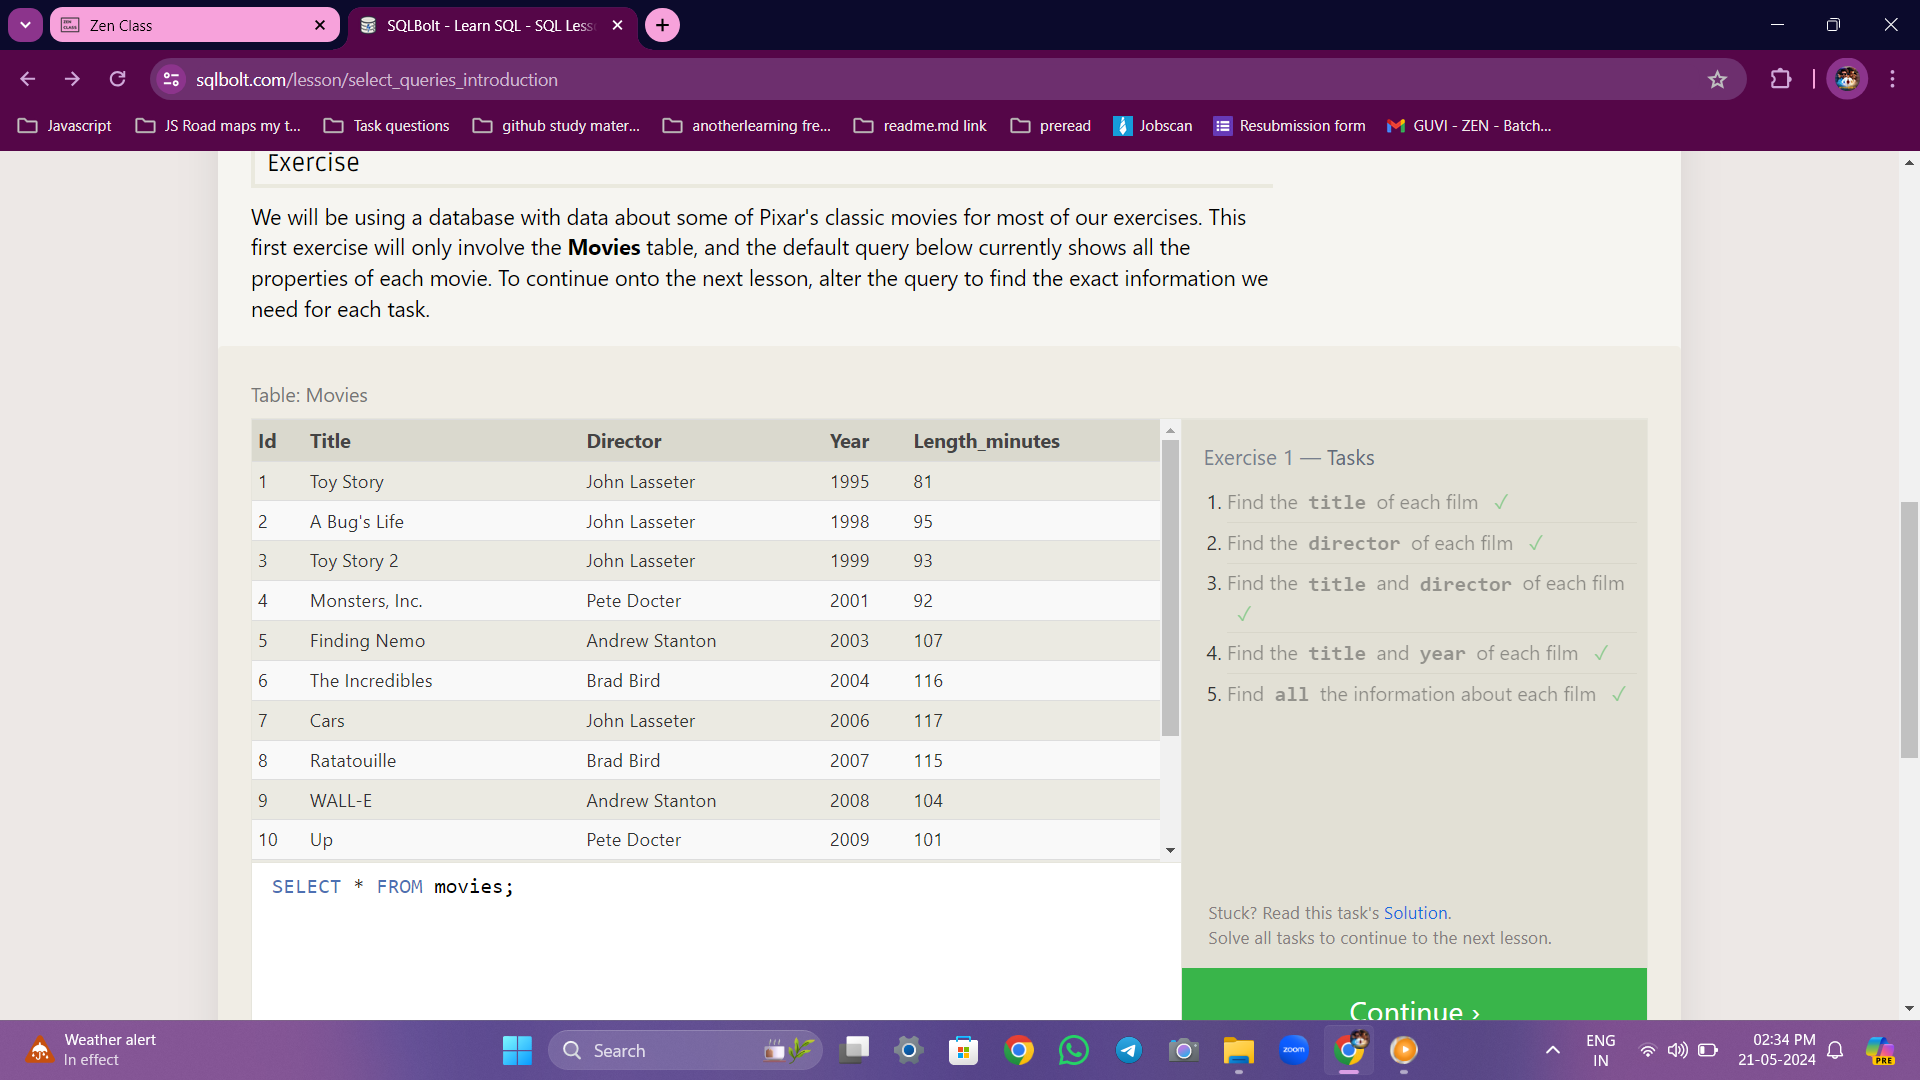 Zen Class
SQLBolt - Learn SQL - SQL Less
sqlbolt.com/lesson/select_queries_introduction
Javascript JS Road maps my t... Task questions github study mater... anotherlearning fre... readme.md link preread Jobscan Resubmission form GUVI - ZEN - Batch...
Exercise
We will be using a database with data about some of Pixar's classic movies for most of our exercises. This
first exercise will only involve the Movies table, and the default query below currently shows all the
properties of each movie. To continue onto the next lesson, alter the query to find the exact information we
need for each task.
Table: Movies
Id Title Director Year Length_minutes
1 Toy Story John Lasseter 1995 81
2 A Bug's Life John Lasseter 1998 95
3 Toy Story 2 John Lasseter 1999 93
4 Monsters, Inc. Pete Docter 2001 92
5 Finding Nemo Andrew Stanton 2003 107
6 The Incredibles Brad Bird 2004 116
7 Cars John Lasseter 2006 117
8 Ratatouille Brad Bird 2007 115
9 WALL-E Andrew Stanton 2008 104
10 Up Pete Docter 2009 101
SELECT * FROM movies;
Exercise 1 — Tasks
1. Find the title of each film ✓
2. Find the director of each film ✓
3. Find the title and director of each film
✓
4. Find the title and year of each film ✓
5. Find all the information about each film ✓
Stuck? Read this task's Solution.
Solve all tasks to continue to the next lesson.
Continue ›
Weather alert
In effect
Search
zoom
ENG
IN
02:34 PM
21-05-2024
PRE